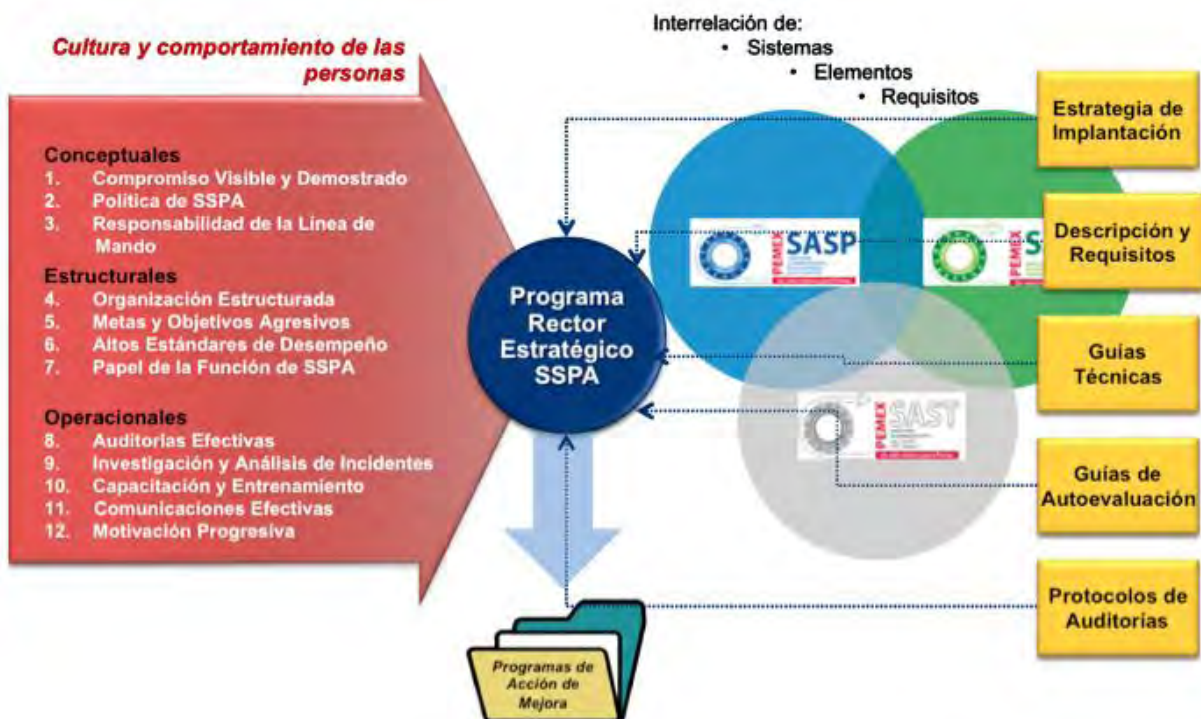 Cultura y comportamiento de las
personas
Conceptuales
1. Compromiso Visible y Demostrado
2. Política de SSPA
3. Responsabilidad de la Línea de
Mando
Estructurales
4. Organización Estructurada
5. Metas y Objetivos Agresivos
6. Altos Estándares de Desempeño
7. Papel de la Función de SSPA
Operacionales
8. Auditorías Efectivas
9. Investigación y Análisis de Incidentes
10. Capacitación y Entrenamiento
11. Comunicaciones Efectivas
12. Motivación Progresiva
Programa
Rector
Estratégico
SSPA
Programas de
Acción de
Mejora
Interrelación de:
• Sistemas
• Elementos
• Requisitos
PEMEX
SASP
PEMEX
PEMEX
SAST
Estrategia de
Implantación
Descripción y
Requisitos
Guías
Técnicas
Guías de
Autoevaluación
Protocolos de
Auditorías